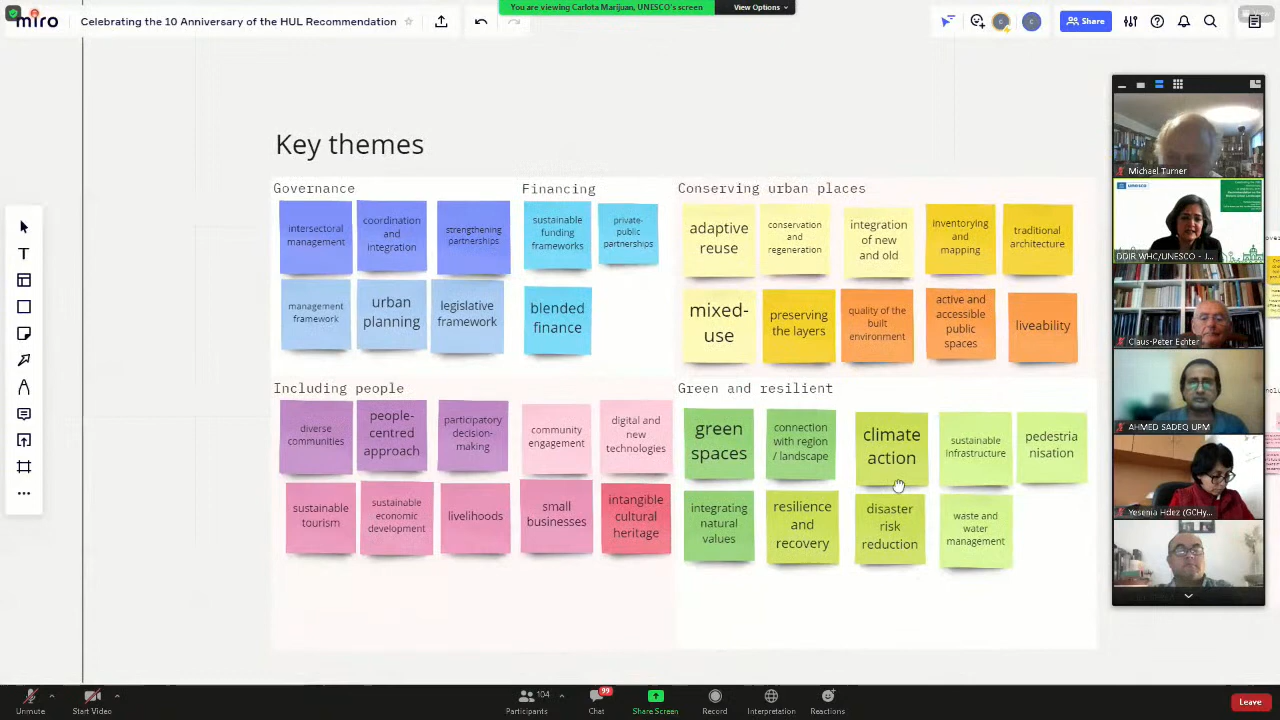 You are viewing Carlota Marijuan, UNESCO's screen
View Options
View
miro
Celebrating the 10 Anniversary of the HUL Recommendation
Share
Key themes
Governance
intersectoral
management
coordination
and
integration
strengthening
partnerships
management
framework
urban
planning
legislative
framework
Financing
sustainable
funding
frameworks
private-
public
partnerships
blended
finance
Conserving urban places
adaptive
reuse
conservation
and
regeneration
integration
of new
and old
inventorying
and
mapping
traditional
architecture
mixed-
use
preserving
the layers
quality of the
built
environment
active and
accessible
public
spaces
liveability
Including people
diverse
communities
people-
centred
approach
participatory
decision-
making
community
engagement
digital and
new
technologies
sustainable
tourism
sustainable
economic
development
livelihoods
small
businesses
intangible
cultural
heritage
Green and resilient
green
spaces
connection
with region
/ landscape
climate
action
sustainable
infrastructure
pedestria
nisation
integrating
natural
values
resilience
and
recovery
disaster
risk
reduction
waste and
water
management
Michael Turner
UNESCO
DDIR WHC/UNESCO - J...
Claus-Peter Echter
AHMED SADEQ UPM
Yesenia Hdez (GCHy...
Unmute
Start Video
104
Participants
99
Chat
Share Screen
Record
Interpretation
Reactions
Leave